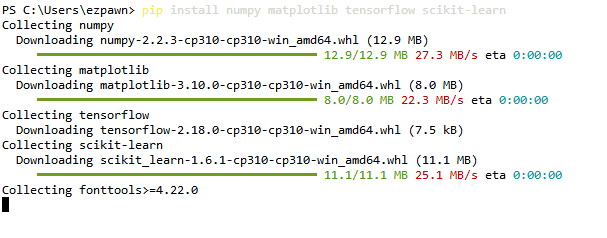 PS C:\Users\ezpawn> pip install numpy matplotlib tensorflow scikit-learn
Collecting numpy
  Downloading numpy-2.2.3-cp310-cp310-win_amd64.whl (12.9 MB)
12.9/12.9 MB 27.3 MB/s eta 0:00:00
Collecting matplotlib
  Downloading matplotlib-3.10.0-cp310-cp310-win_amd64.whl (8.0 MB)
8.0/8.0 MB 22.3 MB/s eta 0:00:00
Collecting tensorflow
  Downloading tensorflow-2.18.0-cp310-cp310-win_amd64.whl (7.5 kB)
Collecting scikit-learn
  Downloading scikit_learn-1.6.1-cp310-cp310-win_amd64.whl (11.1 MB)
11.1/11.1 MB 25.1 MB/s eta 0:00:00
Collecting fonttools>=4.22.0